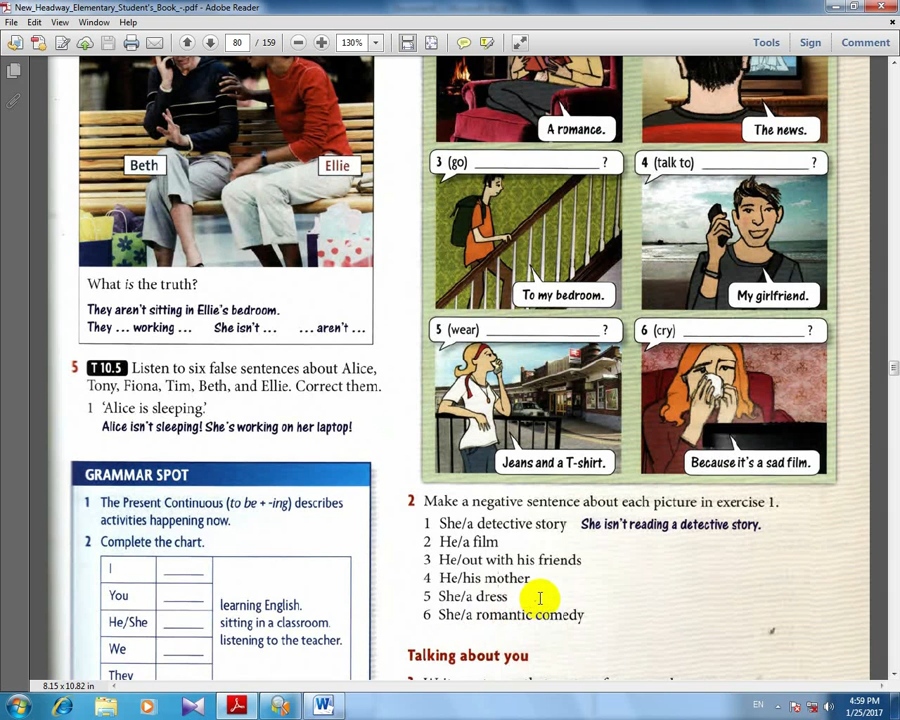 New_Headway_Elementary_Student's_Book_-.pdf - Adobe Reader
File Edit View Window Help
80 / 159 130% Tools Sign Comment
Beth
Ellie
What is the truth?
They aren't sitting in Ellie's bedroom.
They ... working ... She isn't ... ... aren't ...
5 T 10.5 Listen to six false sentences about Alice,
Tony, Fiona, Tim, Beth, and Ellie. Correct them.
1 'Alice is sleeping.'
Alice isn't sleeping! She's working on her laptop!
GRAMMAR SPOT
1 The Present Continuous (to be + -ing) describes
activities happening now.
2 Complete the chart.
I
You
He/She
We
They
learning English.
sitting in a classroom.
listening to the teacher.
A romance.
The news.
3 (go) ____________ ?
4 (talk to) ____________ ?
To my bedroom.
My girlfriend.
5 (wear) ____________ ?
6 (cry) ____________ ?
Jeans and a T-shirt.
Because it's a sad film.
2 Make a negative sentence about each picture in exercise 1.
1 She/a detective story She isn't reading a detective story.
2 He/a film
3 He/out with his friends
4 He/his mother
5 She/a dress
6 She/a romantic comedy
Talking about you
8.15 x 10.82 in
EN 4:59 PM
1/25/2017